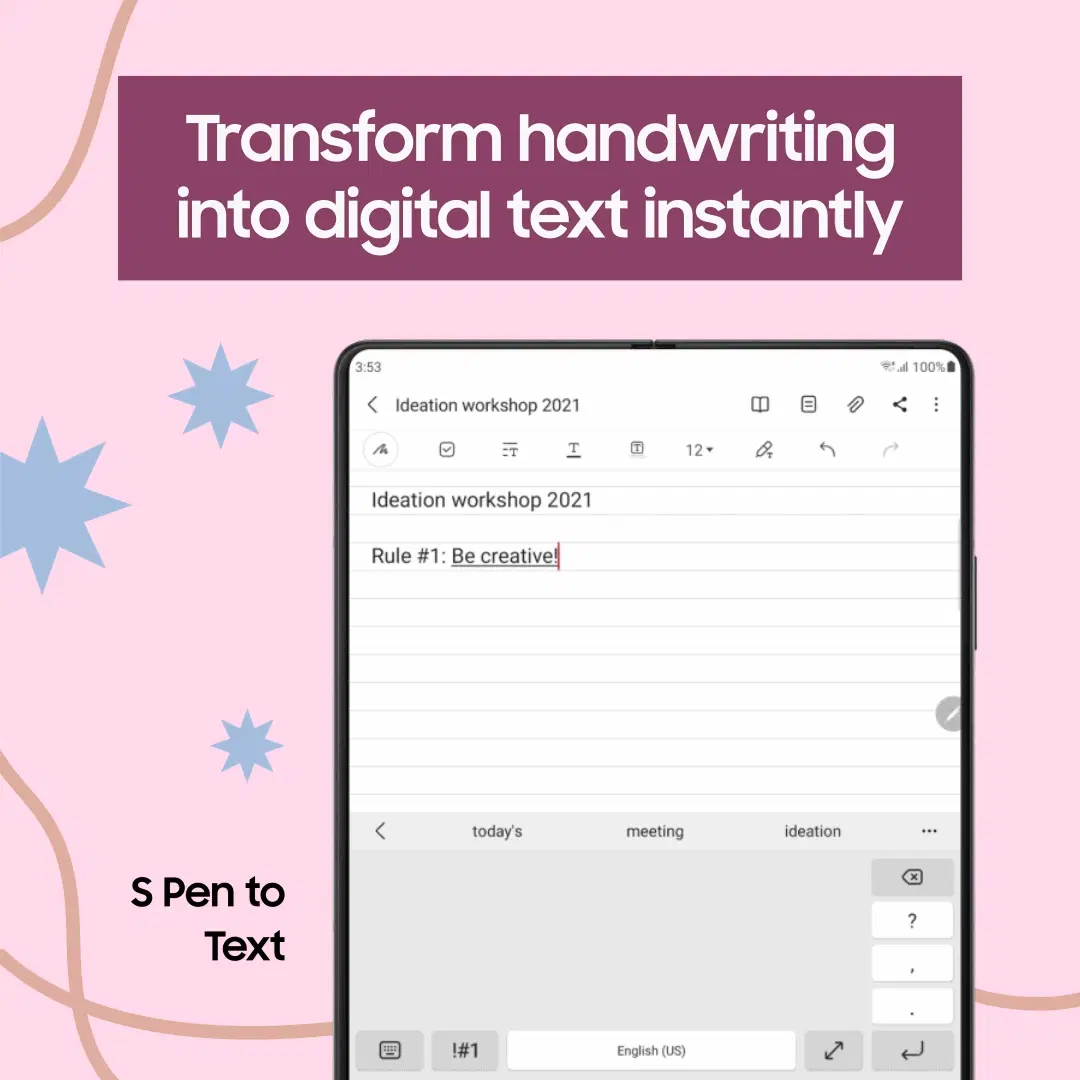 Transform handwriting
into digital text instantly
3:53
100%
Ideation workshop 2021
12
Ideation workshop 2021
Rule #1: Be creative!
today's
meeting
ideation
?
,
.
!#1
English (US)
S Pen to
Text